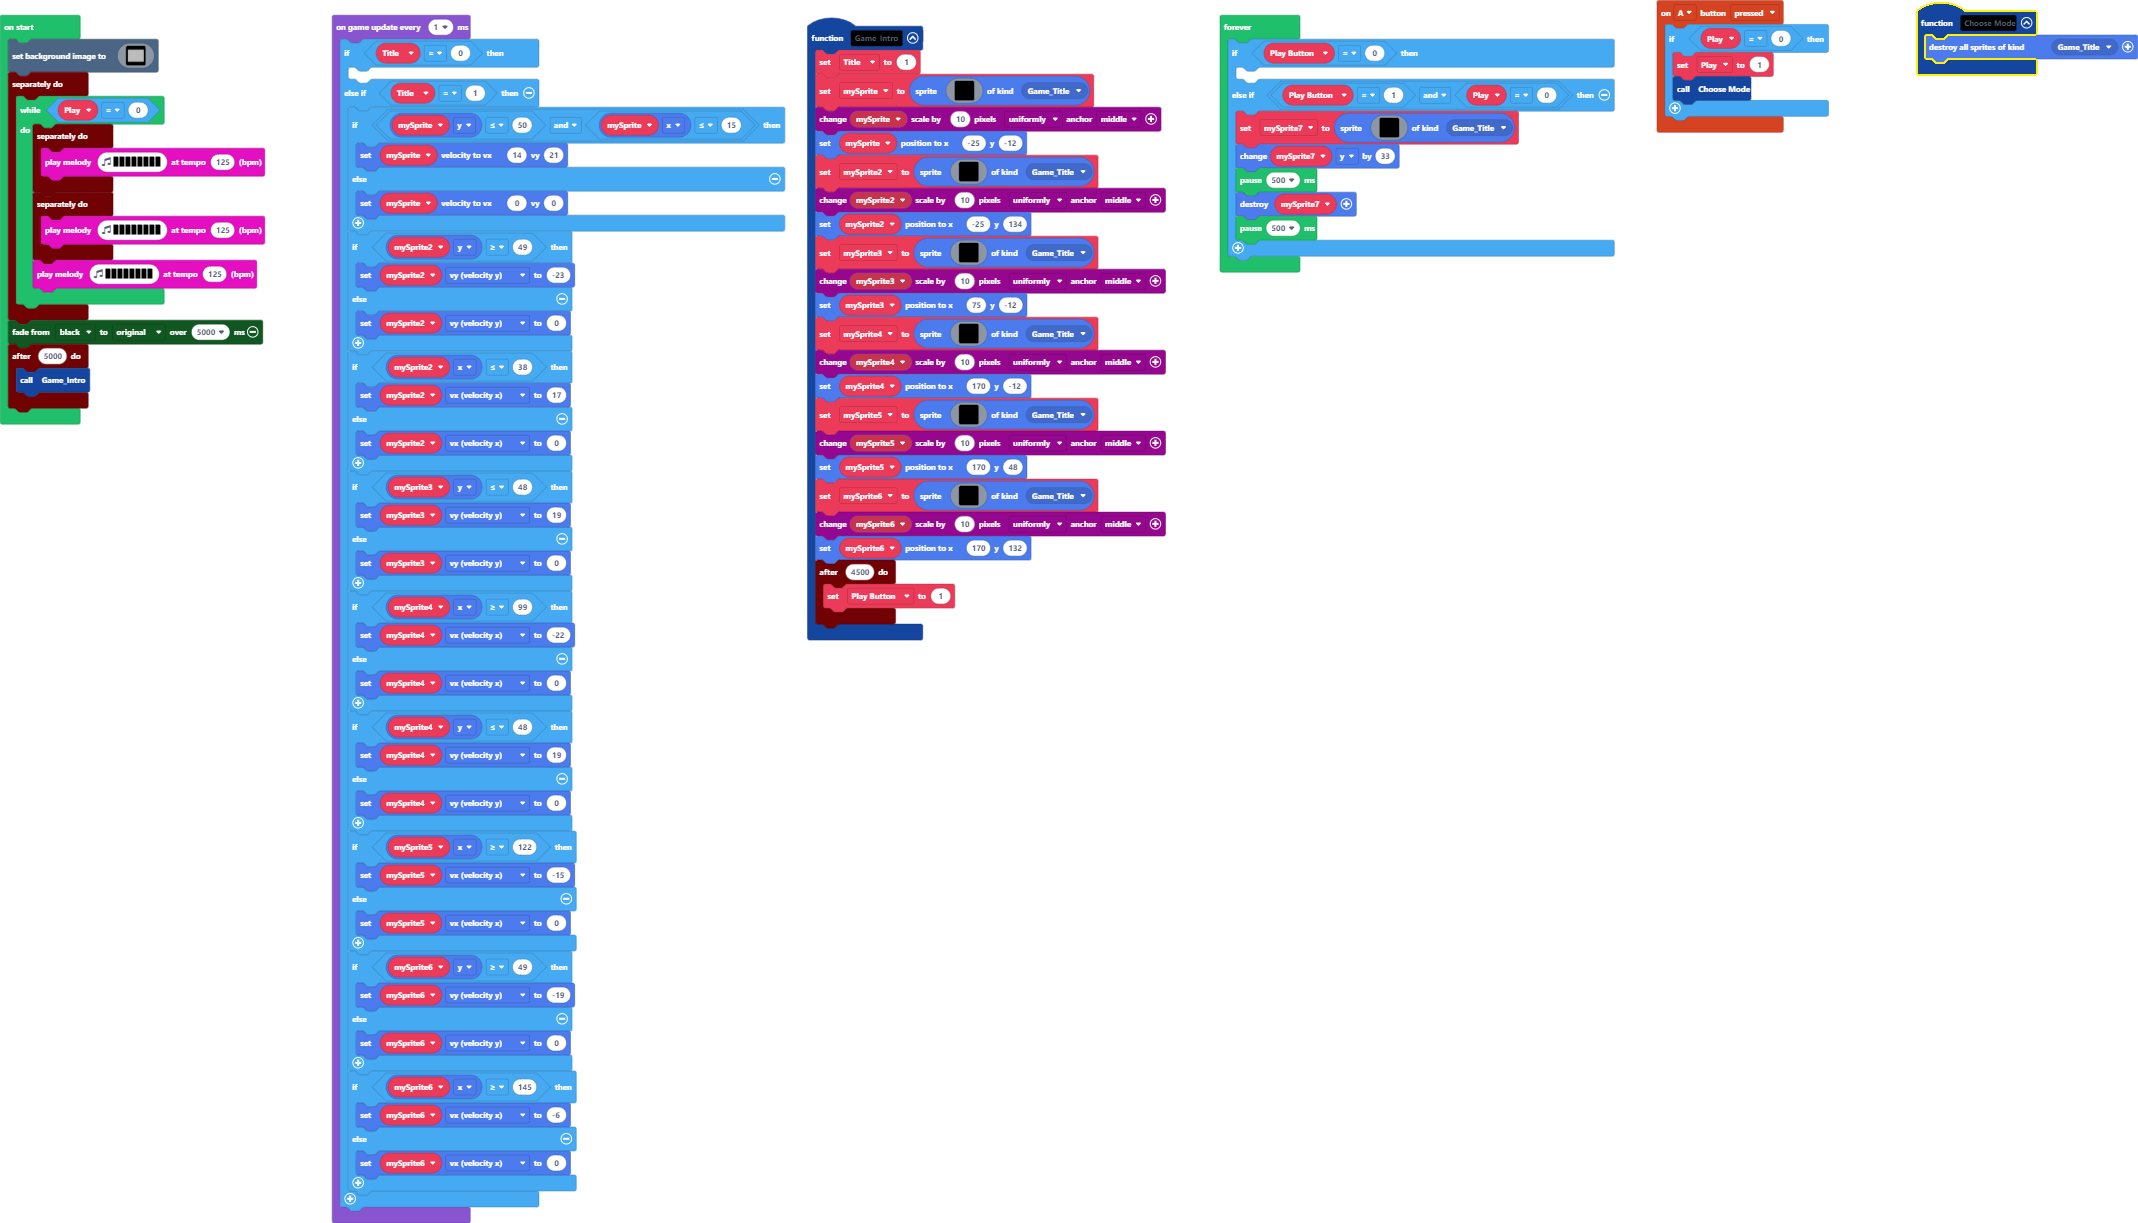 on start
set background image to
separately do
while Play = 0
do
separately do
play melody at tempo 125 (bpm)
separately do
play melody at tempo 125 (bpm)
play melody at tempo 125 (bpm)
fade from black to original over 5000 ms
after 5000 do
call Game_Intro
on game update every 1 ms
if Title = 0 then
else if Title = 1 then
if mySprite y ≤ 50 and mySprite x ≤ 15 then
set mySprite velocity to vx 14 vy 21
else
set mySprite velocity to vx 0 vy 0
if mySprite2 y ≥ 49 then
set mySprite2 vy (velocity y) to -23
else
set mySprite2 vy (velocity y) to 0
if mySprite2 x ≤ 38 then
set mySprite2 vx (velocity x) to 17
else
set mySprite2 vx (velocity x) to 0
if mySprite3 y ≤ 48 then
set mySprite3 vy (velocity y) to 19
else
set mySprite3 vy (velocity y) to 0
if mySprite4 x ≥ 99 then
set mySprite4 vx (velocity x) to -22
else
set mySprite4 vx (velocity x) to 0
if mySprite4 y ≤ 48 then
set mySprite4 vy (velocity y) to 19
else
set mySprite4 vy (velocity y) to 0
if mySprite5 x ≥ 122 then
set mySprite5 vx (velocity x) to -15
else
set mySprite5 vx (velocity x) to 0
if mySprite6 y ≥ 49 then
set mySprite6 vy (velocity y) to -19
else
set mySprite6 vy (velocity y) to 0
if mySprite6 x ≥ 145 then
set mySprite6 vx (velocity x) to -6
else
set mySprite6 vx (velocity x) to 0
function Game_Intro
set Title to 1
set mySprite to sprite of kind Game_Title
change mySprite scale by 10 pixels uniformly anchor middle
set mySprite position to x -25 y -12
set mySprite2 to sprite of kind Game_Title
change mySprite2 scale by 10 pixels uniformly anchor middle
set mySprite2 position to x -25 y 134
set mySprite3 to sprite of kind Game_Title
change mySprite3 scale by 10 pixels uniformly anchor middle
set mySprite3 position to x 75 y -12
set mySprite4 to sprite of kind Game_Title
change mySprite4 scale by 10 pixels uniformly anchor middle
set mySprite4 position to x 170 y -12
set mySprite5 to sprite of kind Game_Title
change mySprite5 scale by 10 pixels uniformly anchor middle
set mySprite5 position to x 170 y 48
set mySprite6 to sprite of kind Game_Title
change mySprite6 scale by 10 pixels uniformly anchor middle
set mySprite6 position to x 170 y 132
after 4500 do
set Play Button to 1
forever
if Play Button = 0 then
else if Play Button = 1 and Play = 0 then
set mySprite7 to sprite of kind Game_Title
change mySprite7 y by 33
pause 500 ms
destroy mySprite7
pause 500 ms
on A button pressed
if Play = 0 then
set Play to 1
call Choose Mode
function Choose Mode
destroy all sprites of kind Game_Title